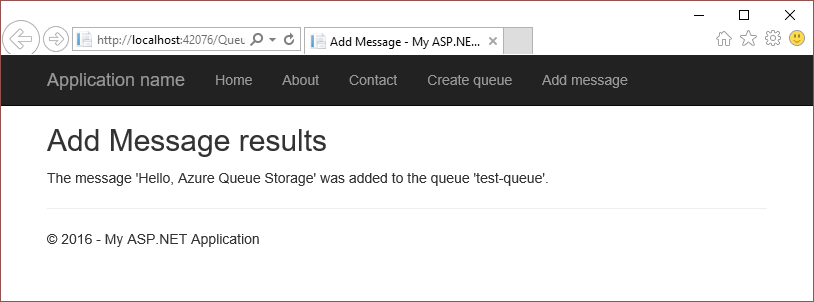 http://localhost:42076/Queu
Add Message - My ASP.NE...
Application name Home About Contact Create queue Add message
Add Message results
The message 'Hello, Azure Queue Storage' was added to the queue 'test-queue'.
© 2016 - My ASP.NET Application